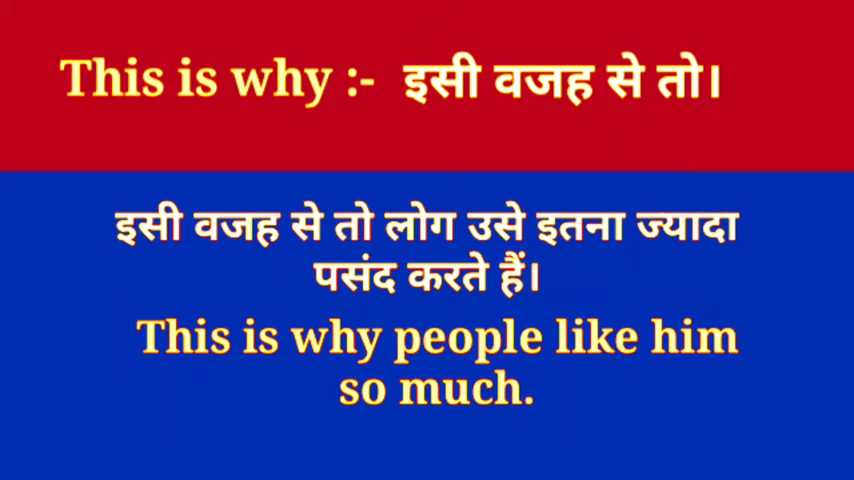 This is why :- इसी वजह से तो।
इसी वजह से तो लोग उसे इतना ज्यादा
पसंद करते हैं।
This is why people like him
so much.